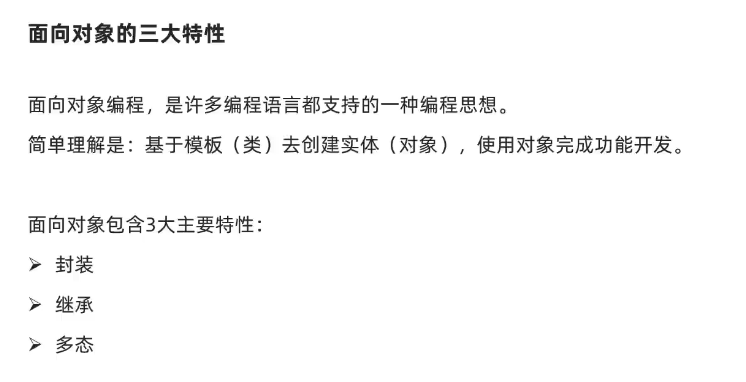 面向对象的三大特性
面向对象编程，是许多编程语言都支持的一种编程思想。
简单理解是：基于模板（类）去创建实体（对象），使用对象完成功能开发。
面向对象包含3大主要特性：
➢ 封装
➢ 继承
➢ 多态